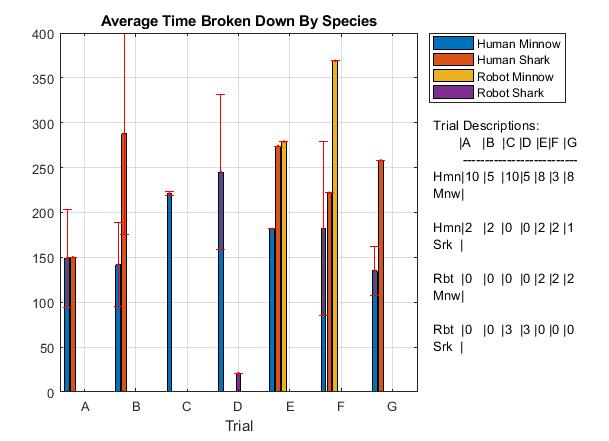 Average Time Broken Down By Species
400
350
300
250
200
150
100
50
0
A B C D E F G
Trial
Human Minnow
Human Shark
Robot Minnow
Robot Shark
Trial Descriptions:
|A |B |C |D |E|F |G
---------------------------
Hmn|10 |5 |10|5 |8 |3 |8
Mnw|
Hmn|2 |2 |0 |0 |2 |2 |1
Srk |
Rbt |0 |0 |0 |0 |2 |2 |2
Mnw|
Rbt |0 |0 |3 |3 |0 |0 |0
Srk |